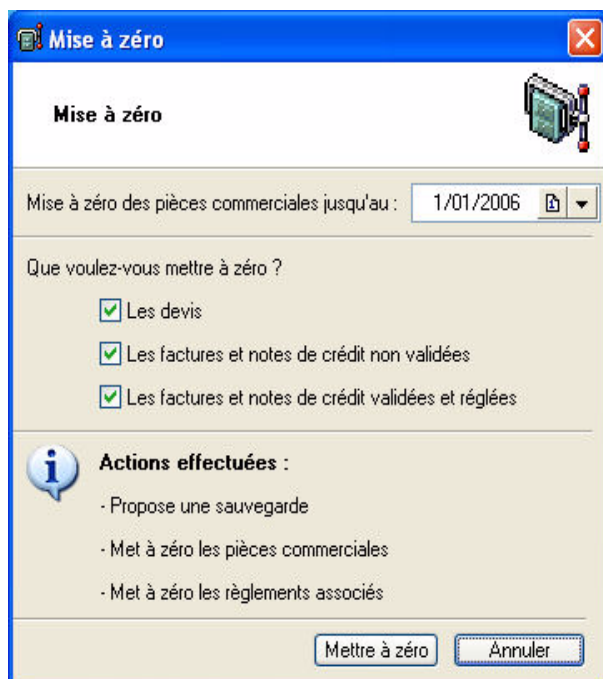 Mise à zéro
Mise à zéro
Mise à zéro des pièces commerciales jusqu'au : 1/01/2006
Que voulez-vous mettre à zéro ?
Les devis
Les factures et notes de crédit non validées
Les factures et notes de crédit validées et réglées
Actions effectuées :
- Propose une sauvegarde
- Met à zéro les pièces commerciales
- Met à zéro les règlements associés
Mettre à zéro Annuler